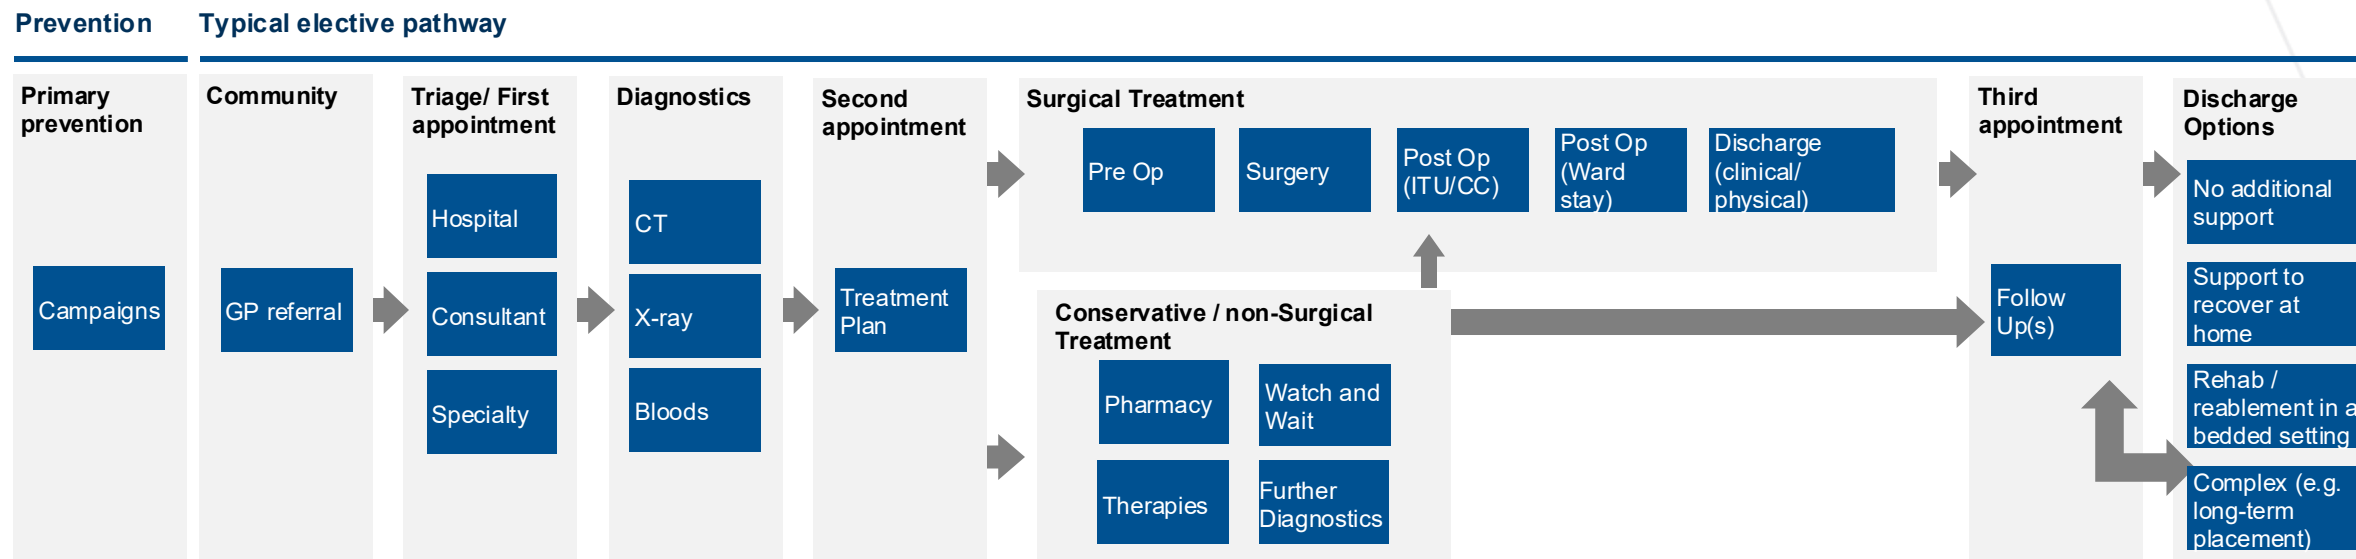 Prevention
Typical elective pathway
Primary
prevention
Campaigns
Community
GP referral
Triage/ First
appointment
Hospital
Consultant
Specialty
Diagnostics
CT
X-ray
Bloods
Second
appointment
Treatment
Plan
Surgical Treatment
Pre Op
Surgery
Post Op
(ITU/CC)
Post Op
(Ward
stay)
Discharge
(clinical/
physical)
Conservative / non-Surgical
Treatment
Pharmacy
Watch and
Wait
Therapies
Further
Diagnostics
Third
appointment
Follow
Up(s)
Discharge
Options
No additional
support
Support to
recover at
home
Rehab /
reablement in a
bedded setting
Complex (e.g.
long-term
placement)